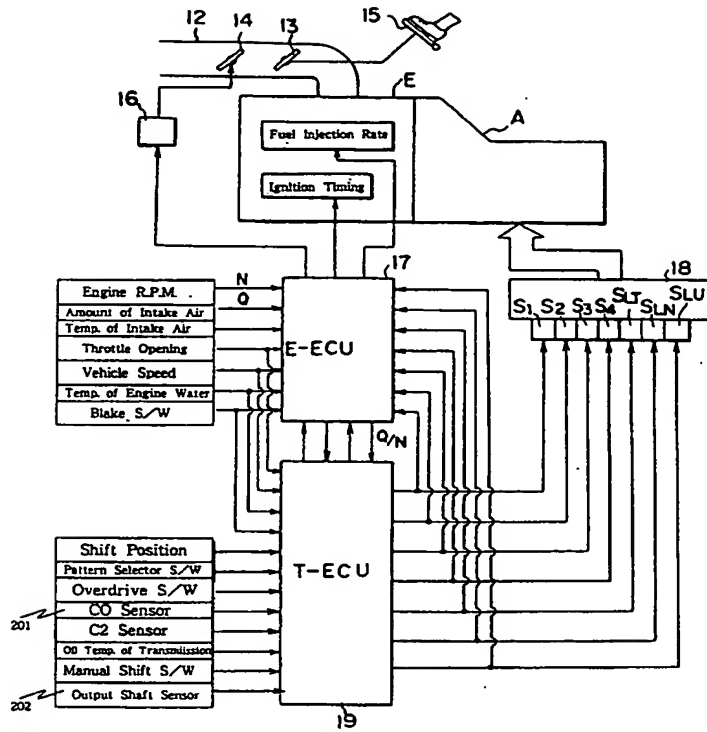 12
14
13
15
16
E
A
Fuel Injection Rate
Ignition Timing
17
18
N
Q
Engine R.P.M.
Amount of Intake Air
Temp. of Intake Air
Throttle Opening
Vehicle Speed
Temp. of Engine Water
Blake S/W
E-ECU
S1 S2 S3 S4 SLT SLN SLU
Q/N
Shift Position
Pattern Selector S/W
Overdrive S/W
CO Sensor
C2 Sensor
Oil Temp. of Transmission
Manual Shift S/W
Output Shaft Sensor
201
202
T-ECU
19